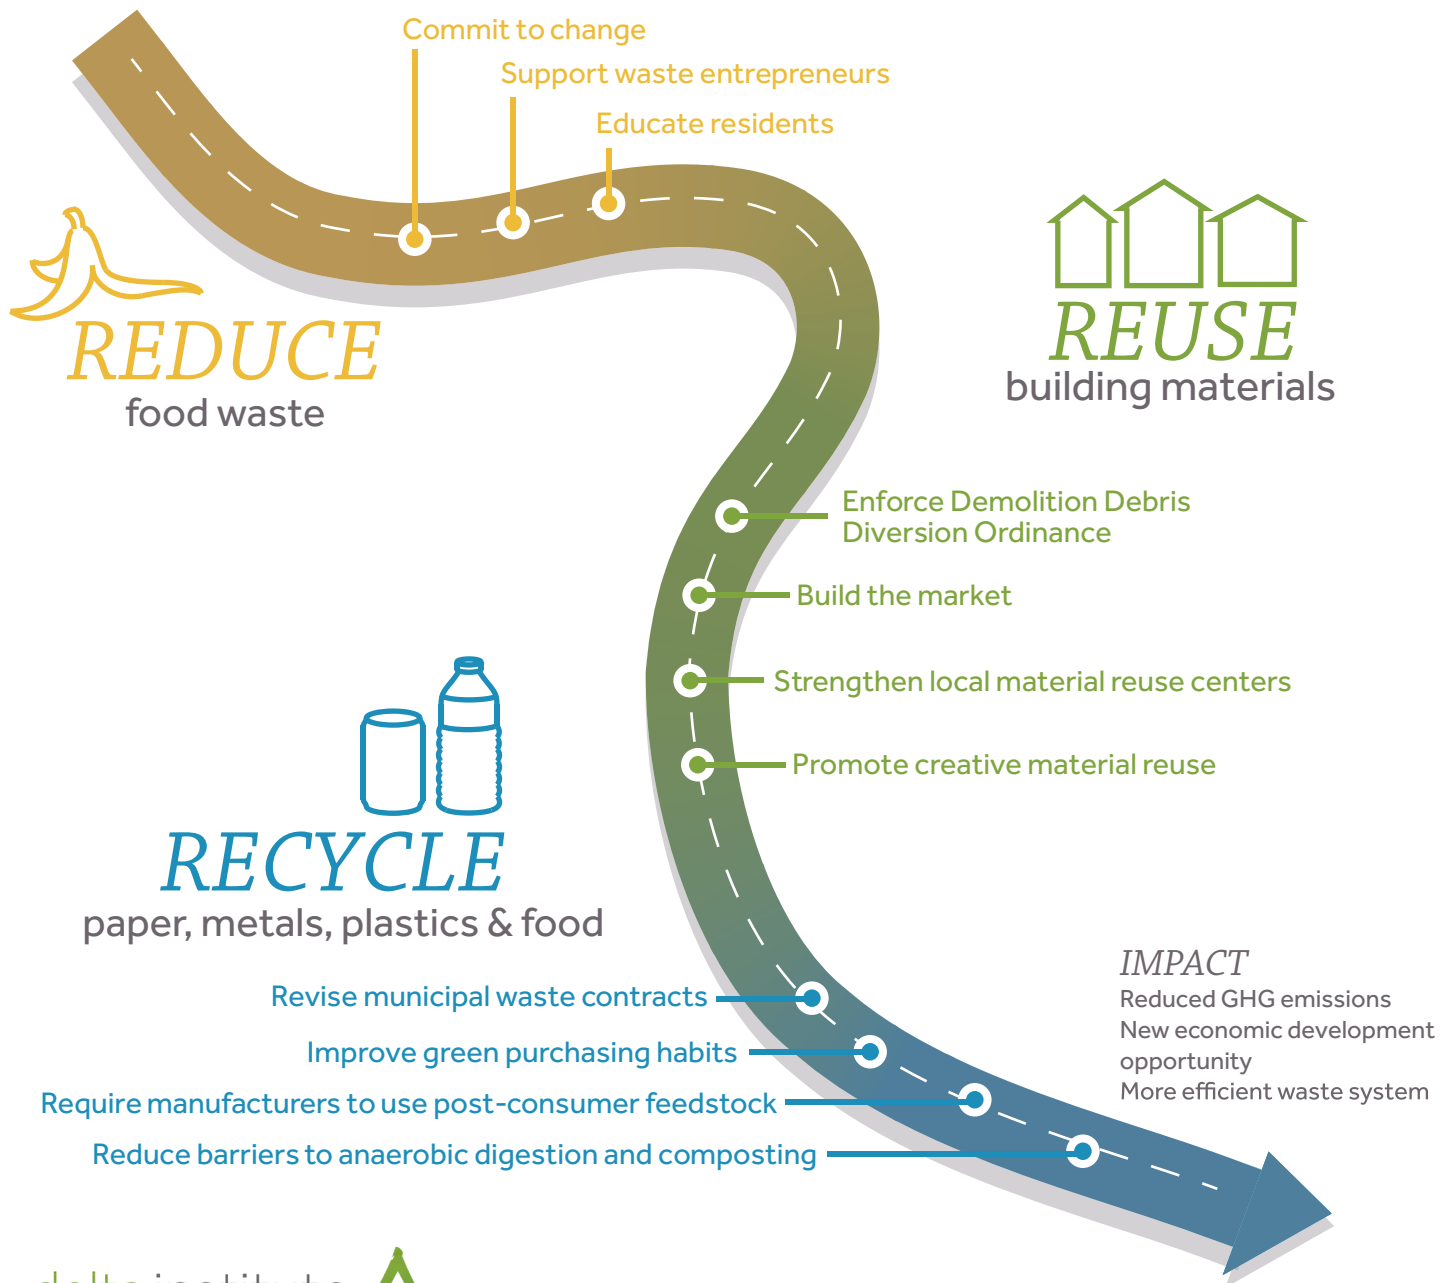 Commit to change
Support waste entrepreneurs
Educate residents
REDUCE
food waste
REUSE
building materials
Enforce Demolition Debris
Diversion Ordinance
Build the market
Strengthen local material reuse centers
Promote creative material reuse
RECYCLE
paper, metals, plastics & food
Revise municipal waste contracts
Improve green purchasing habits
Require manufacturers to use post-consumer feedstock
Reduce barriers to anaerobic digestion and composting
IMPACT
Reduced GHG emissions
New economic development
opportunity
More efficient waste system
delta institute